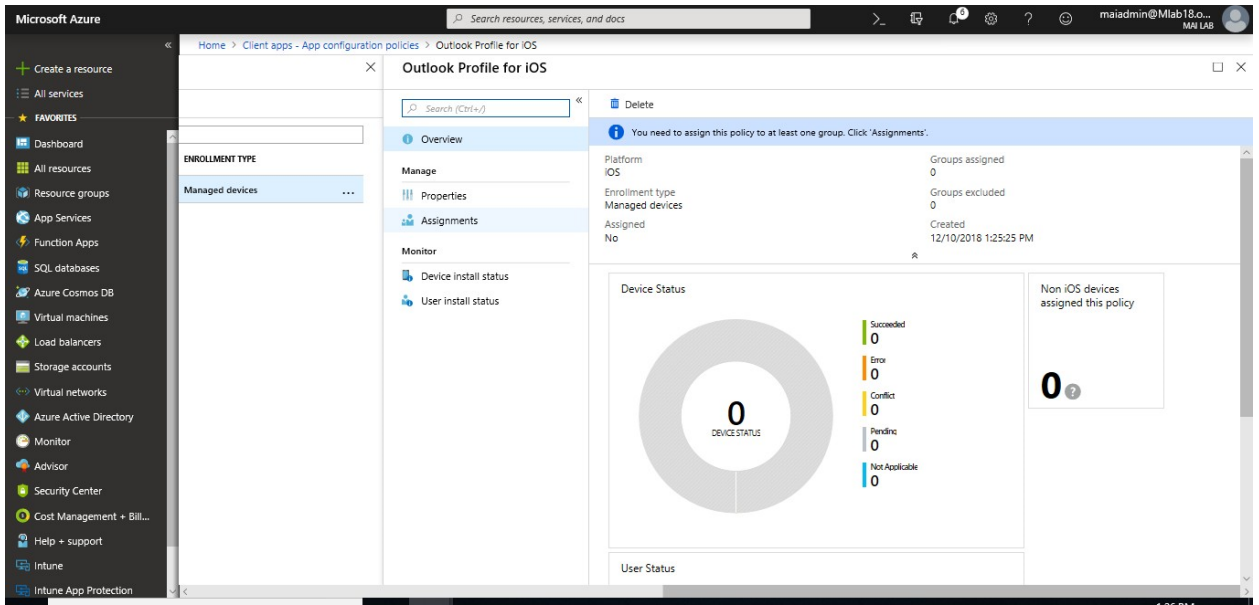 Microsoft Azure
Search resources, services, and docs
6
maiadmin@Mlab18.o...
MAI LAB
Home > Client apps - App configuration policies > Outlook Profile for iOS
Create a resource
All services
FAVORITES
Dashboard
All resources
Resource groups
App Services
Function Apps
SQL databases
Azure Cosmos DB
Virtual machines
Load balancers
Storage accounts
Virtual networks
Azure Active Directory
Monitor
Advisor
Security Center
Cost Management + Bill...
Help + support
Intune
Intune App Protection
ENROLLMENT TYPE
Managed devices
Outlook Profile for iOS
Search (Ctrl+/)
Overview
Manage
Properties
Assignments
Monitor
Device install status
User install status
Delete
You need to assign this policy to at least one group. Click 'Assignments'.
Platform
iOS
Enrollment type
Managed devices
Assigned
No
Groups assigned
0
Groups excluded
0
Created
12/10/2018 1:25:25 PM
Device Status
0
DEVICE STATUS
Succeeded
0
Error
0
Conflict
0
Pending
0
Not Applicable
0
Non iOS devices
assigned this policy
0
User Status